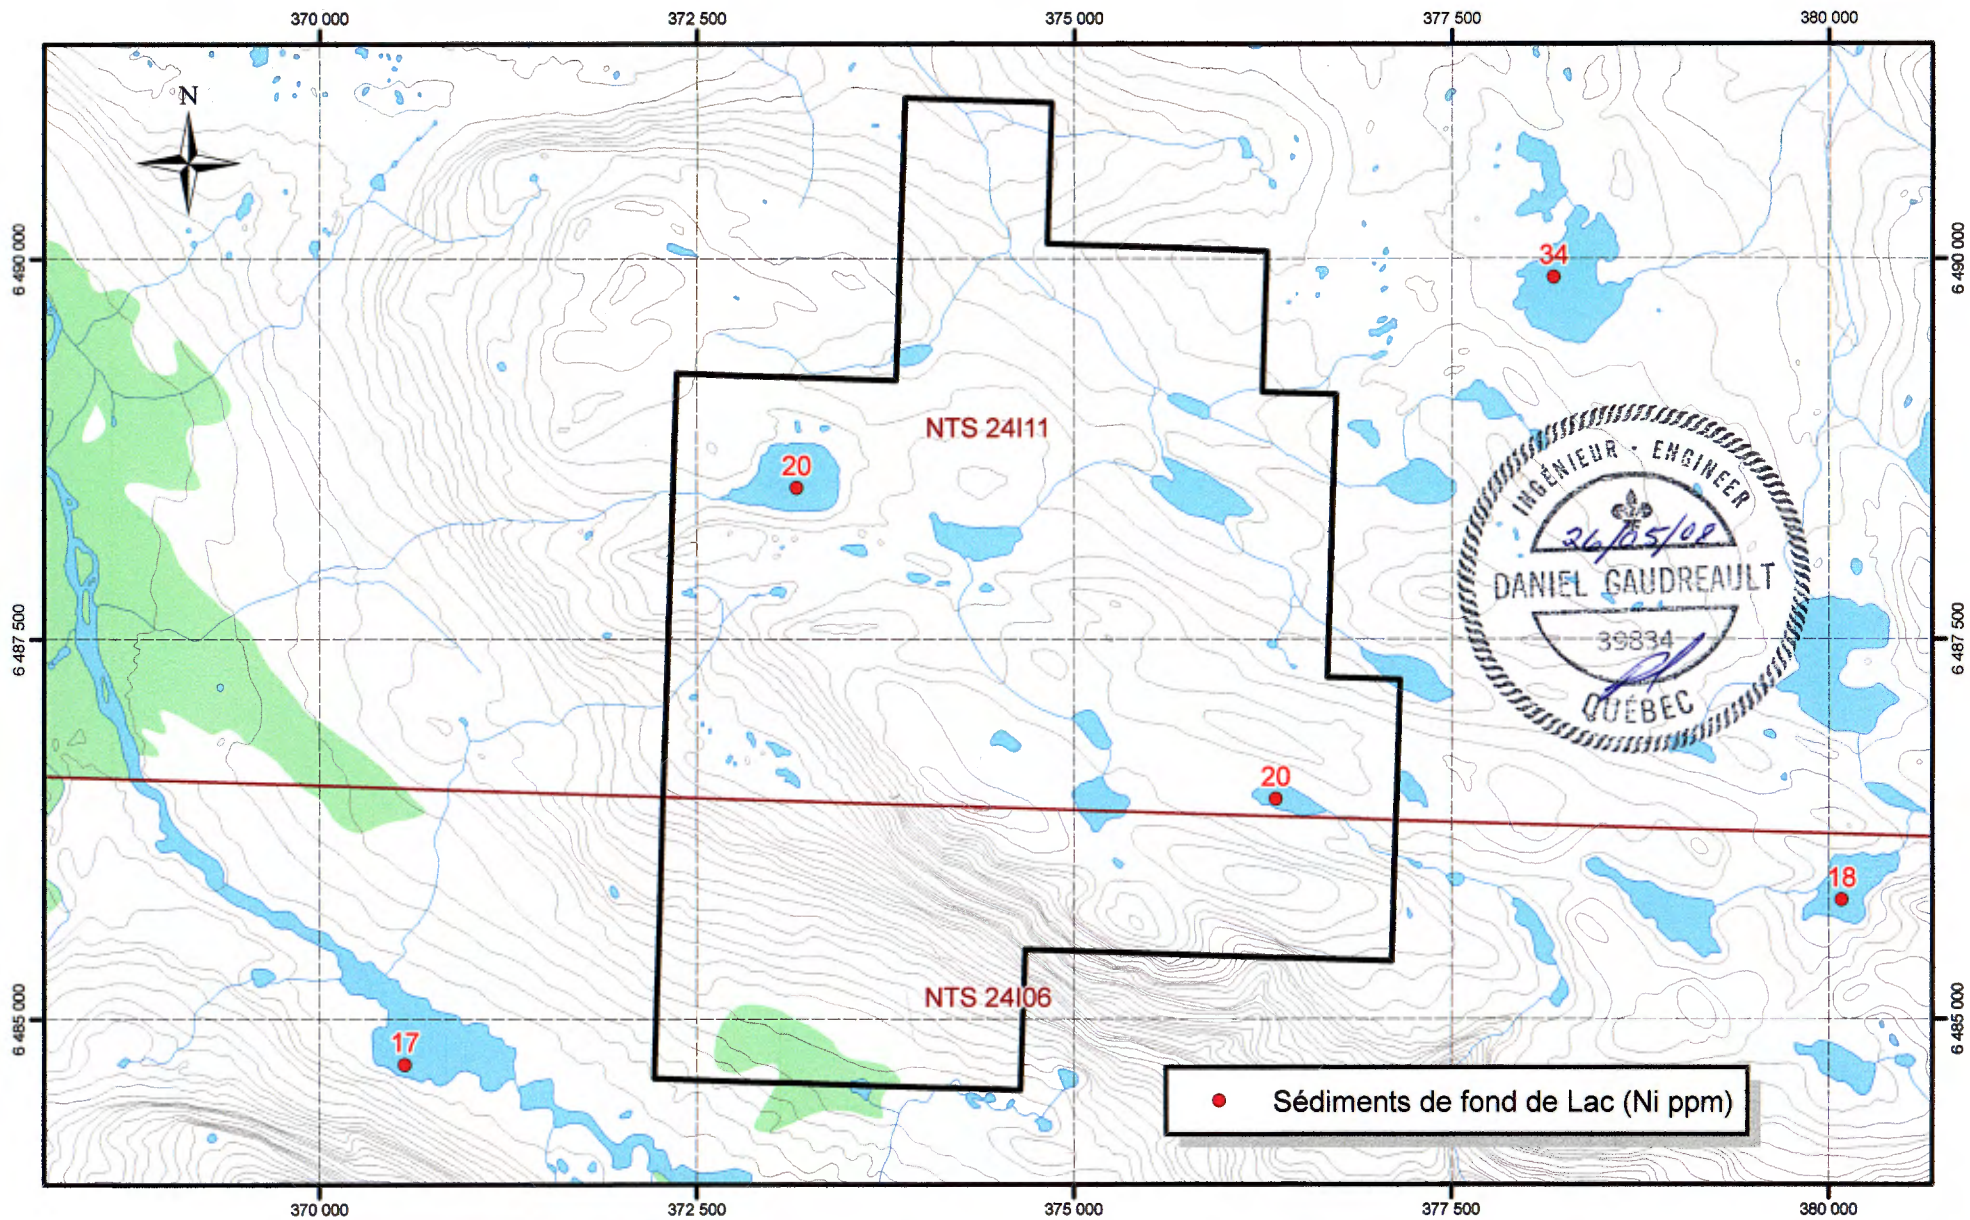 370 000
372 500
375 000
377 500
380 000
N
6 490 000
6 490 000
34
NTS 24I11
20
INGÉNIEUR - ENGINEER
26/05/08
DANIEL GAUDREAULT
39834
QUÉBEC
6 487 500
6 487 500
20
18
NTS 24I06
6 485 000
6 485 000
17
Sédiments de fond de Lac (Ni ppm)
370 000
372 500
375 000
377 500
380 000